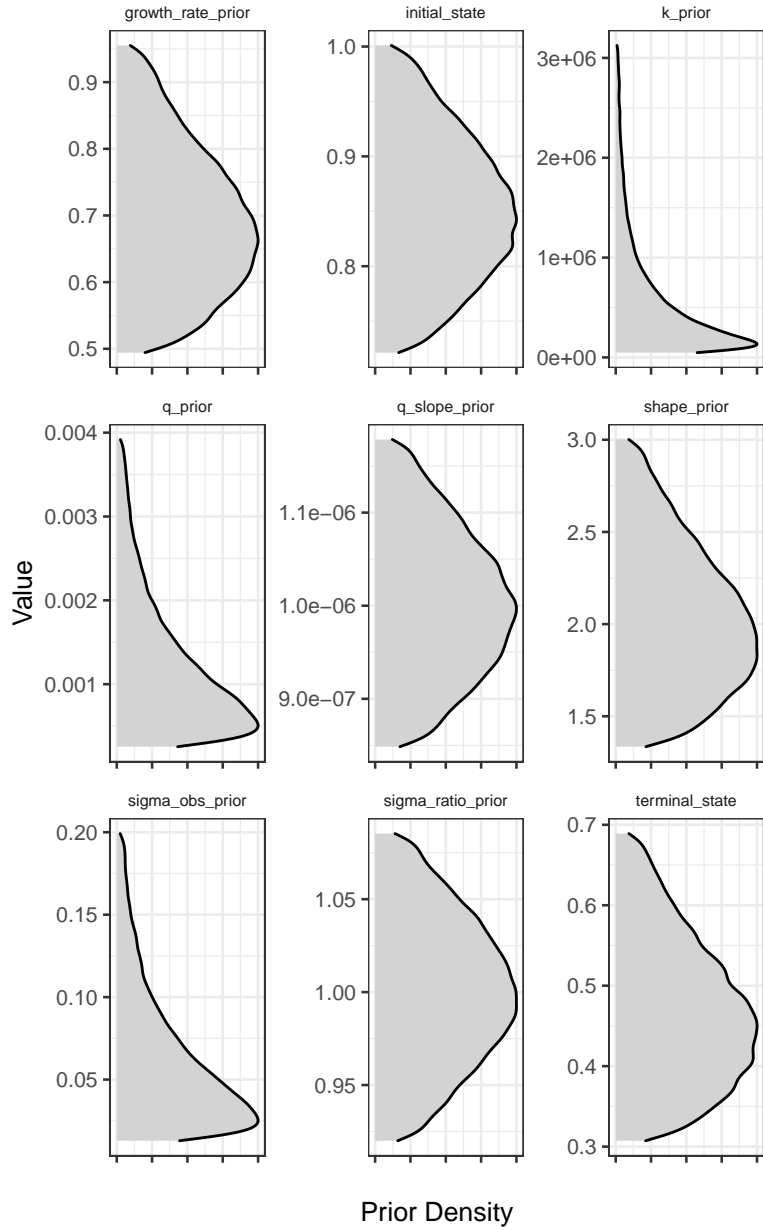 growth_rate_prior
initial_state
k_prior
0.9
0.8
0.7
0.6
0.5
1.0
0.9
0.8
3e+06
2e+06
1e+06
0e+00
q_prior
q_slope_prior
shape_prior
0.004
0.003
0.002
0.001
1.1e−06
1.0e−06
9.0e−07
3.0
2.5
2.0
1.5
Value
sigma_obs_prior
sigma_ratio_prior
terminal_state
0.20
0.15
0.10
0.05
1.05
1.00
0.95
0.7
0.6
0.5
0.4
0.3
Prior Density